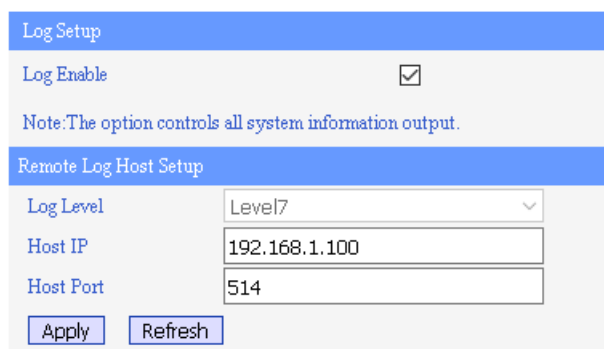 Log Setup
Log Enable
Note:The option controls all system information output.
Remote Log Host Setup
Log Level Level7
Host IP 192.168.1.100
Host Port 514
Apply Refresh